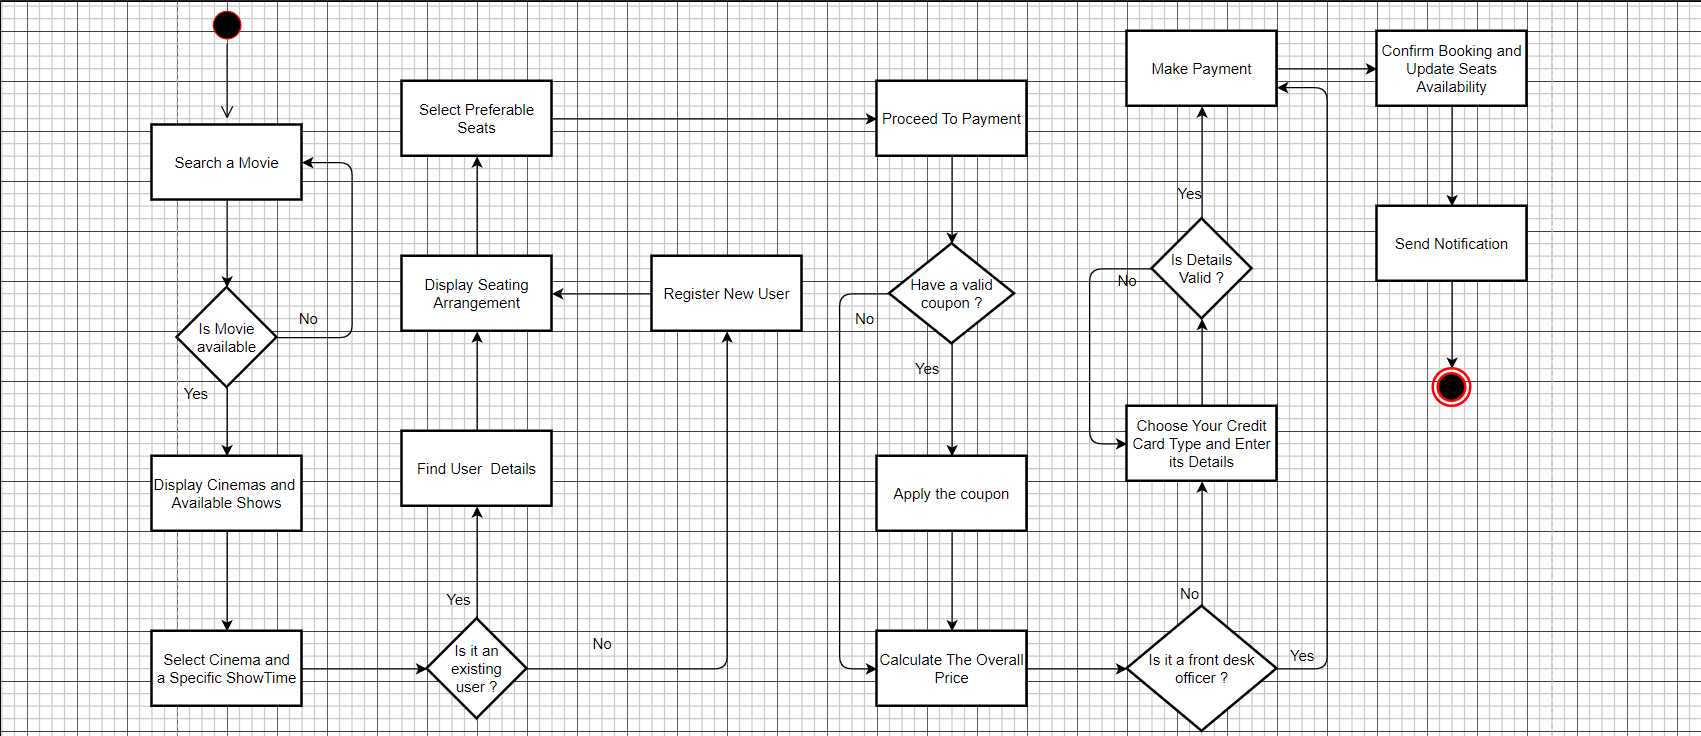 Search a Movie
Is Movie
available
No
Yes
Display Cinemas and
Available Shows
Select Cinema and
a Specific ShowTime
Is it an
existing
user ?
Yes
No
Find User  Details
Register New User
Display Seating
Arrangement
Select Preferable
Seats
Proceed To Payment
Have a valid
coupon ?
No
Yes
Apply the coupon
Calculate The Overall
Price
Is it a front desk
officer ?
No
Yes
Choose Your Credit
Card Type and Enter
its Details
Is Details
Valid ?
No
Yes
Make Payment
Confirm Booking and
Update Seats
Availability
Send Notification